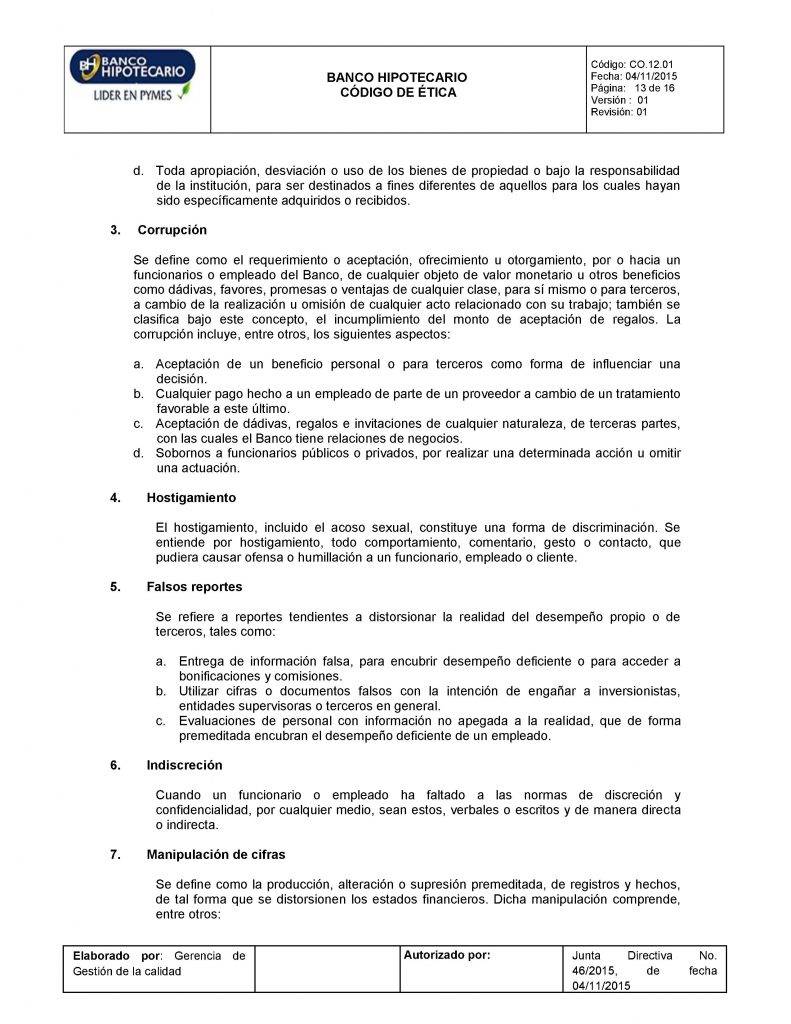 BANCO
HIPOTECARIO
LIDER EN PYMES
BANCO HIPOTECARIO
CÓDIGO DE ÉTICA
Código: CO.12.01
Fecha: 04/11/2015
Página: 13 de 16
Versión : 01
Revisión: 01
d. Toda apropiación, desviación o uso de los bienes de propiedad o bajo la responsabilidad
de la institución, para ser destinados a fines diferentes de aquellos para los cuales hayan
sido específicamente adquiridos o recibidos.
3. Corrupción
Se define como el requerimiento o aceptación, ofrecimiento u otorgamiento, por o hacia un
funcionarios o empleado del Banco, de cualquier objeto de valor monetario u otros beneficios
como dádivas, favores, promesas o ventajas de cualquier clase, para sí mismo o para terceros,
a cambio de la realización u omisión de cualquier acto relacionado con su trabajo; también se
clasifica bajo este concepto, el incumplimiento del monto de aceptación de regalos. La
corrupción incluye, entre otros, los siguientes aspectos:
a. Aceptación de un beneficio personal o para terceros como forma de influenciar una
decisión.
b. Cualquier pago hecho a un empleado de parte de un proveedor a cambio de un tratamiento
favorable a este último.
c. Aceptación de dádivas, regalos e invitaciones de cualquier naturaleza, de terceras partes,
con las cuales el Banco tiene relaciones de negocios.
d. Sobornos a funcionarios públicos o privados, por realizar una determinada acción u omitir
una actuación.
4. Hostigamiento
El hostigamiento, incluido el acoso sexual, constituye una forma de discriminación. Se
entiende por hostigamiento, todo comportamiento, comentario, gesto o contacto, que
pudiera causar ofensa o humillación a un funcionario, empleado o cliente.
5. Falsos reportes
Se refiere a reportes tendientes a distorsionar la realidad del desempeño propio o de
terceros, tales como:
a. Entrega de información falsa, para encubrir desempeño deficiente o para acceder a
bonificaciones y comisiones.
b. Utilizar cifras o documentos falsos con la intención de engañar a inversionistas,
entidades supervisoras o terceros en general.
c. Evaluaciones de personal con información no apegada a la realidad, que de forma
premeditada encubran el desempeño deficiente de un empleado.
6. Indiscreción
Cuando un funcionario o empleado ha faltado a las normas de discreción y
confidencialidad, por cualquier medio, sean estos, verbales o escritos y de manera directa
o indirecta.
7. Manipulación de cifras
Se define como la producción, alteración o supresión premeditada, de registros y hechos,
de tal forma que se distorsionen los estados financieros. Dicha manipulación comprende,
entre otros:
Elaborado por: Gerencia de
Gestión de la calidad
Autorizado por:
Junta Directiva No.
46/2015, de fecha
04/11/2015